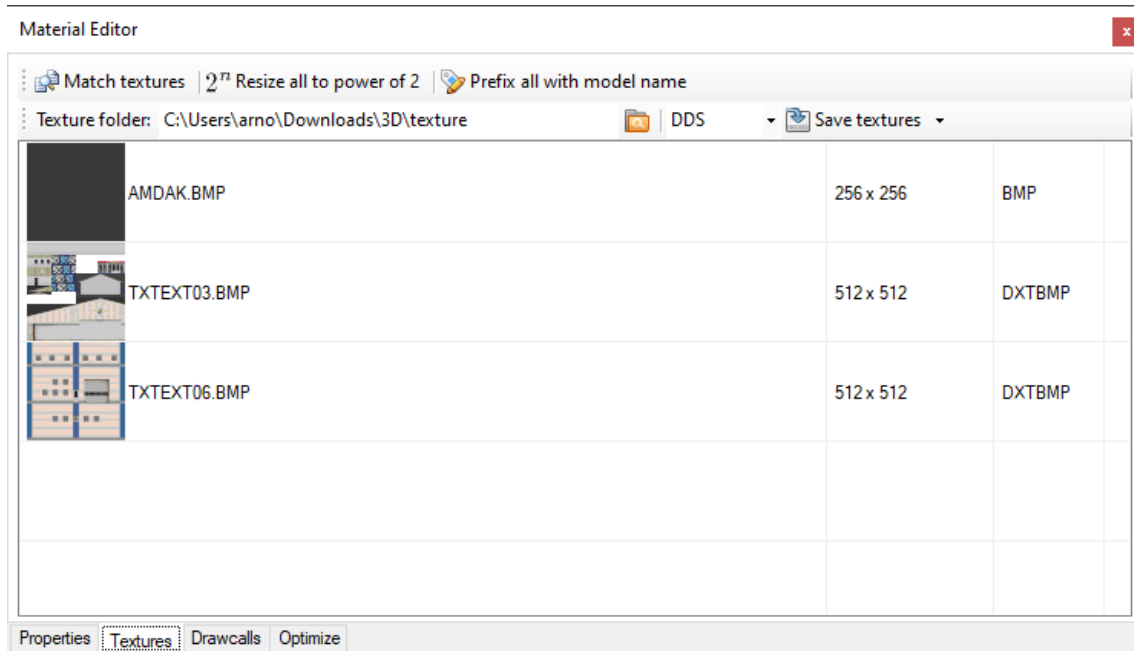 Material Editor
x
Match textures 2ⁿ Resize all to power of 2 Prefix all with model name
Texture folder: C:\Users\arno\Downloads\3D\texture DDS Save textures
AMDAK.BMP 256 x 256 BMP
TXTEXT03.BMP 512 x 512 DXTBMP
TXTEXT06.BMP 512 x 512 DXTBMP
Properties Textures Drawcalls Optimize